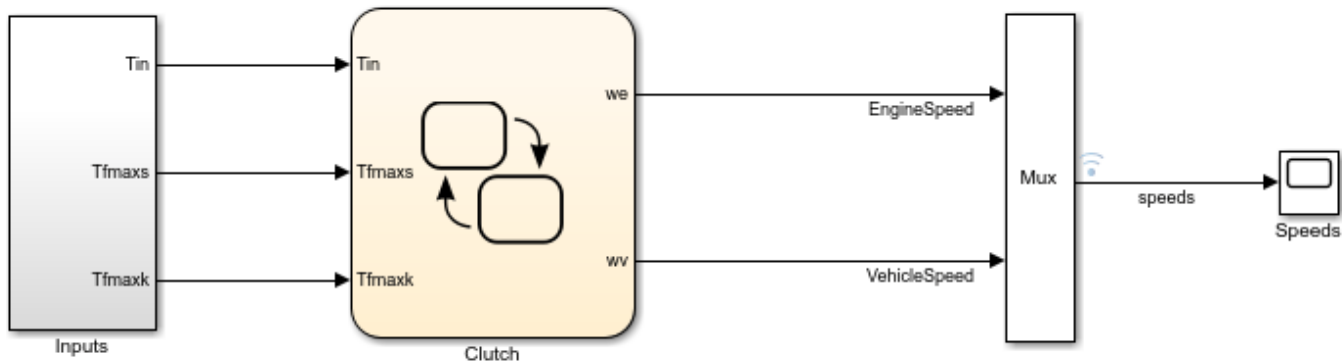 Tin
Tfmaxs
Tfmaxk
Inputs
Tin
Tfmaxs
Tfmaxk
we
wv
Clutch
EngineSpeed
VehicleSpeed
Mux
speeds
Speeds